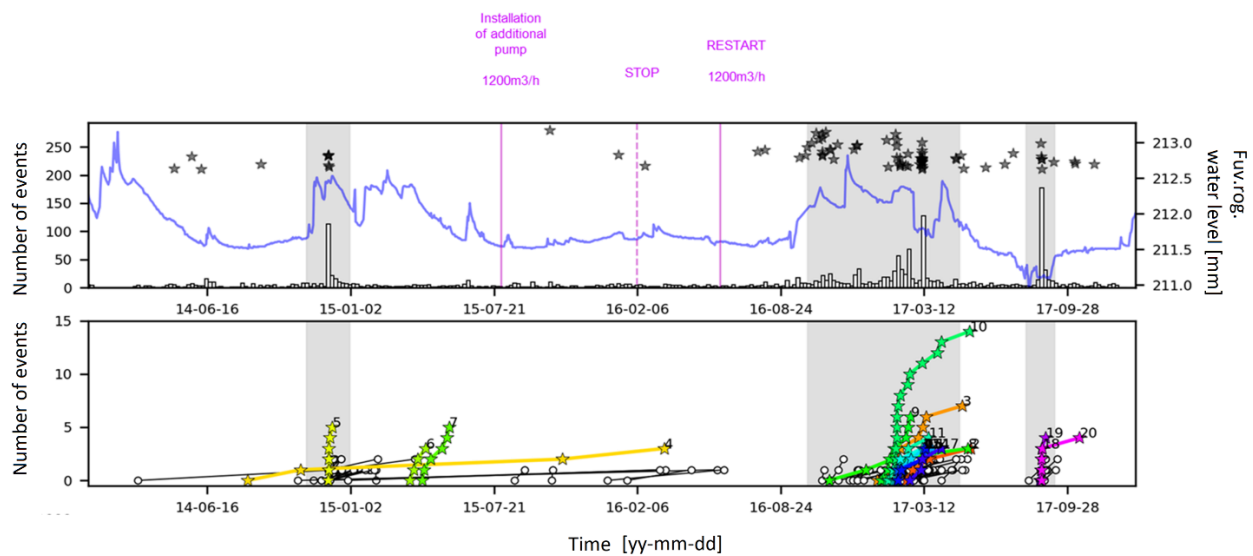 Installation
of additional
pump
1200m3/h
STOP
RESTART
1200m3/h
Number of events
250
200
150
100
50
0
213.0
212.5
212.0
211.5
211.0
Fuv.rog.
water level [mm]
14-06-16 15-01-02 15-07-21 16-02-06 16-08-24 17-03-12 17-09-28
Number of events
15
10
5
0
5
6
7
4
10
3
9
11
17
2
19
18
20
14-06-16 15-01-02 15-07-21 16-02-06 16-08-24 17-03-12 17-09-28
Time [yy-mm-dd]